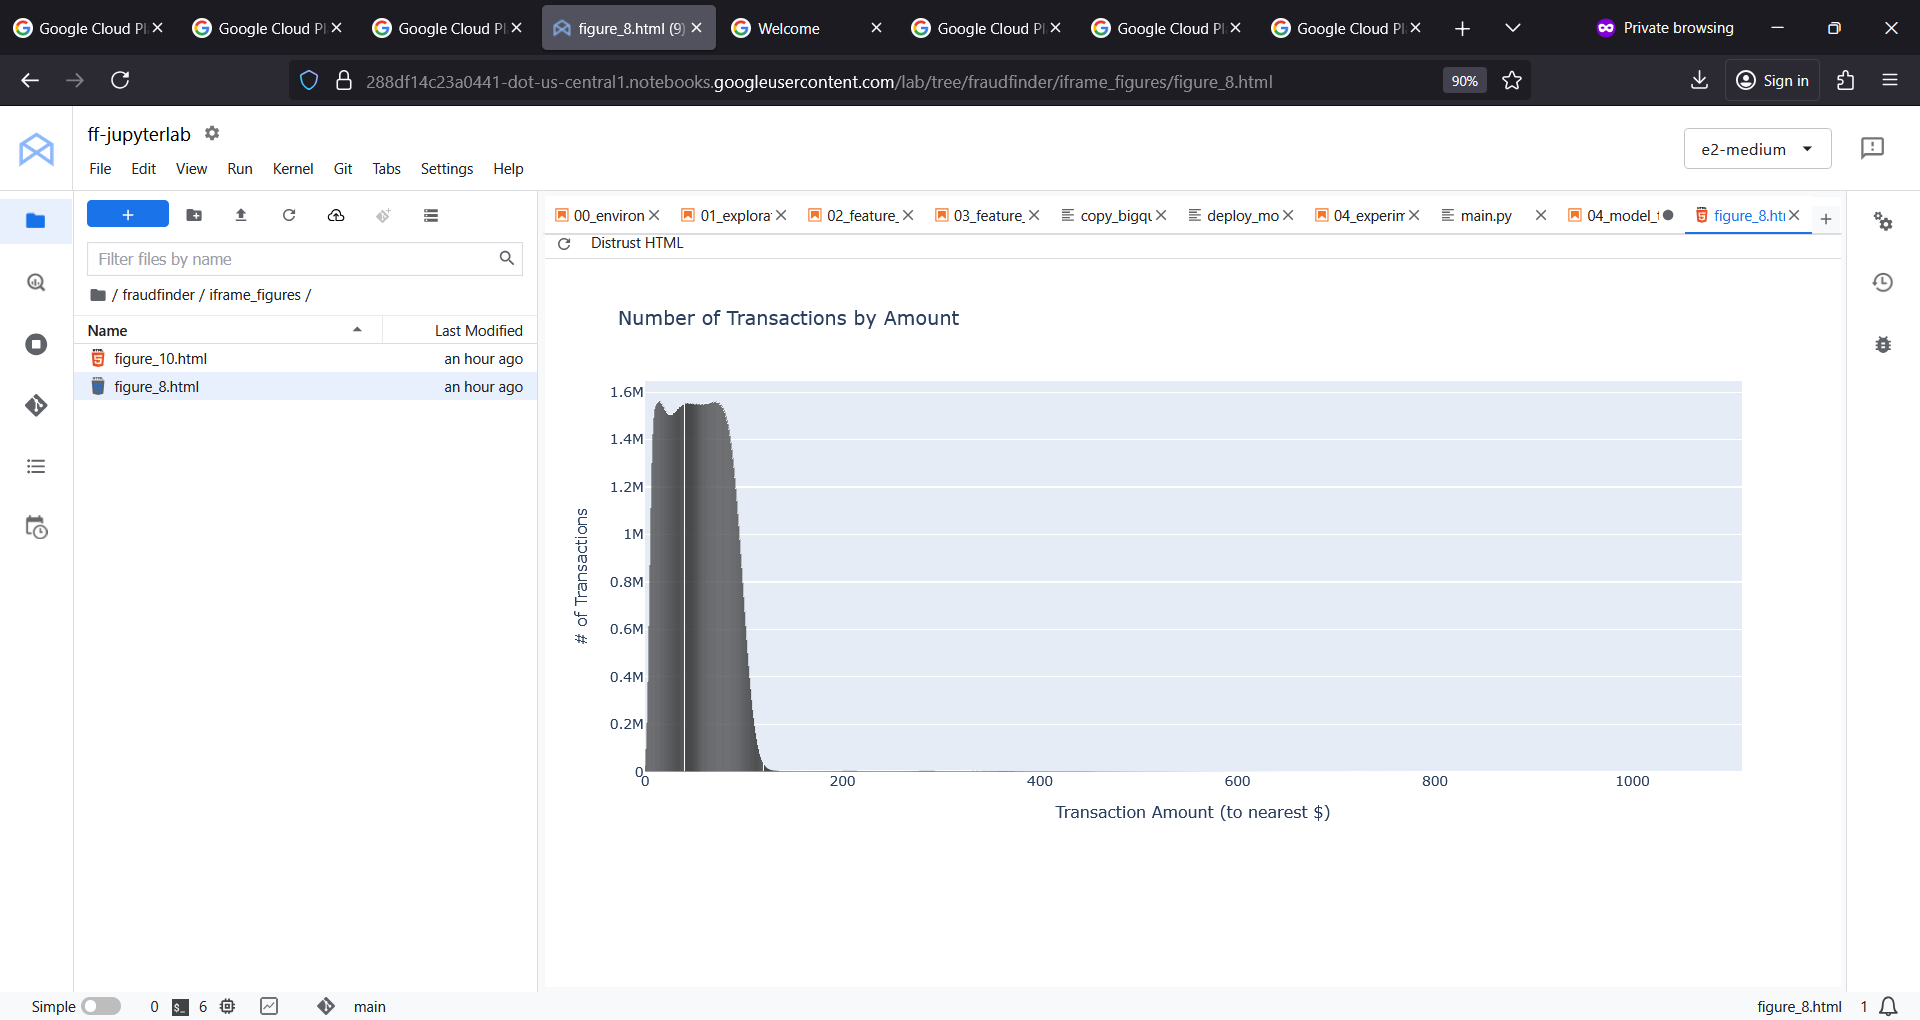 Google Cloud Pl
Google Cloud Pl
Google Cloud Pl
figure_8.html (9)
Welcome
Google Cloud Pl
Google Cloud Pl
Google Cloud Pl
Private browsing
288df14c23a0441-dot-us-central1.notebooks.googleusercontent.com/lab/tree/fraudfinder/iframe_figures/figure_8.html
90%
Sign in
ff-jupyterlab
e2-medium
File Edit View Run Kernel Git Tabs Settings Help
00_environ
01_explora
02_feature_
03_feature_
copy_bigqu
deploy_mo
04_experim
main.py
04_model_t
figure_8.html
Distrust HTML
Filter files by name
/ fraudfinder / iframe_figures /
Name Last Modified
figure_10.html an hour ago
figure_8.html an hour ago
Number of Transactions by Amount
1.6M
1.4M
1.2M
1M
0.8M
0.6M
0.4M
0.2M
0
# of Transactions
0 200 400 600 800 1000
Transaction Amount (to nearest $)
Simple 0 $_ 6 main
figure_8.html 1